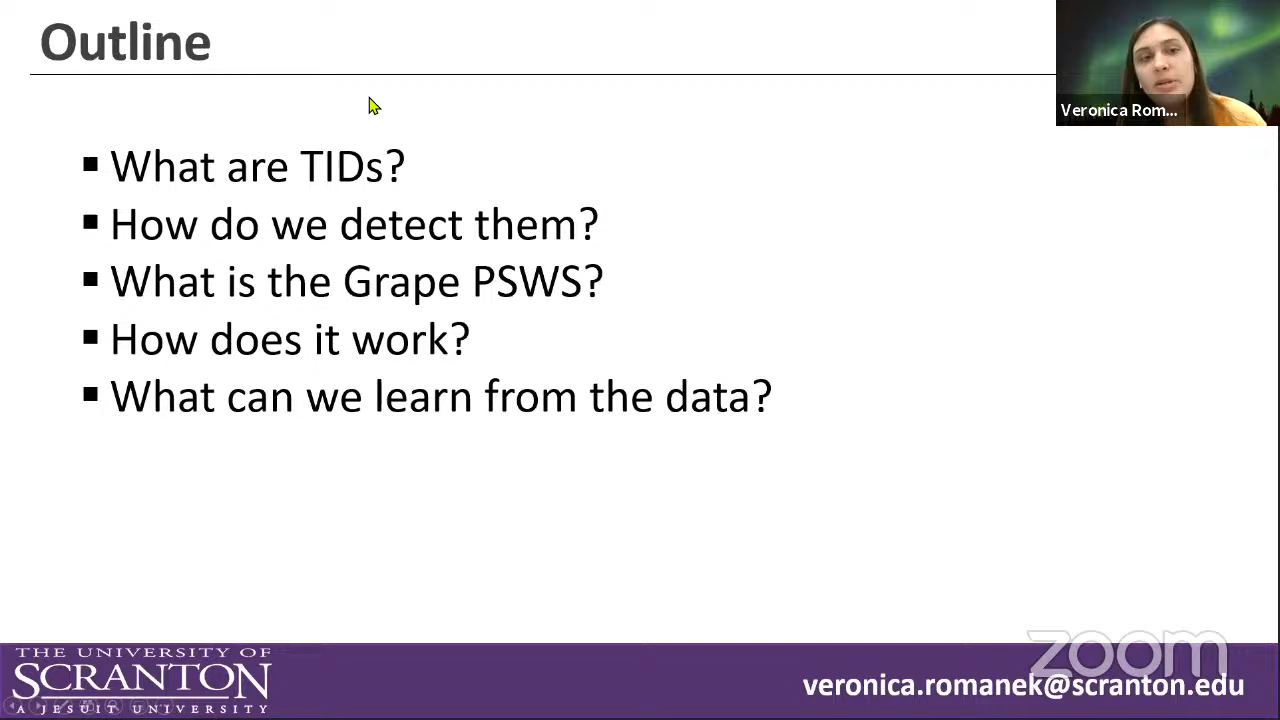 Outline
Veronica Rom...
▪ What are TIDs?
▪ How do we detect them?
▪ What is the Grape PSWS?
▪ How does it work?
▪ What can we learn from the data?
THE UNIVERSITY OF
SCRANTON
A JESUIT UNIVERSITY
zoom
veronica.romanek@scranton.edu